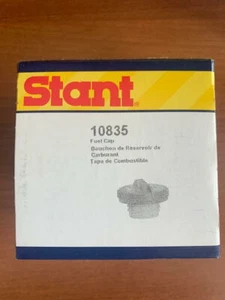 Stant
10835
Fuel Cap
Bouchon de Réservoir de
Carburant
Tapa de Combustible